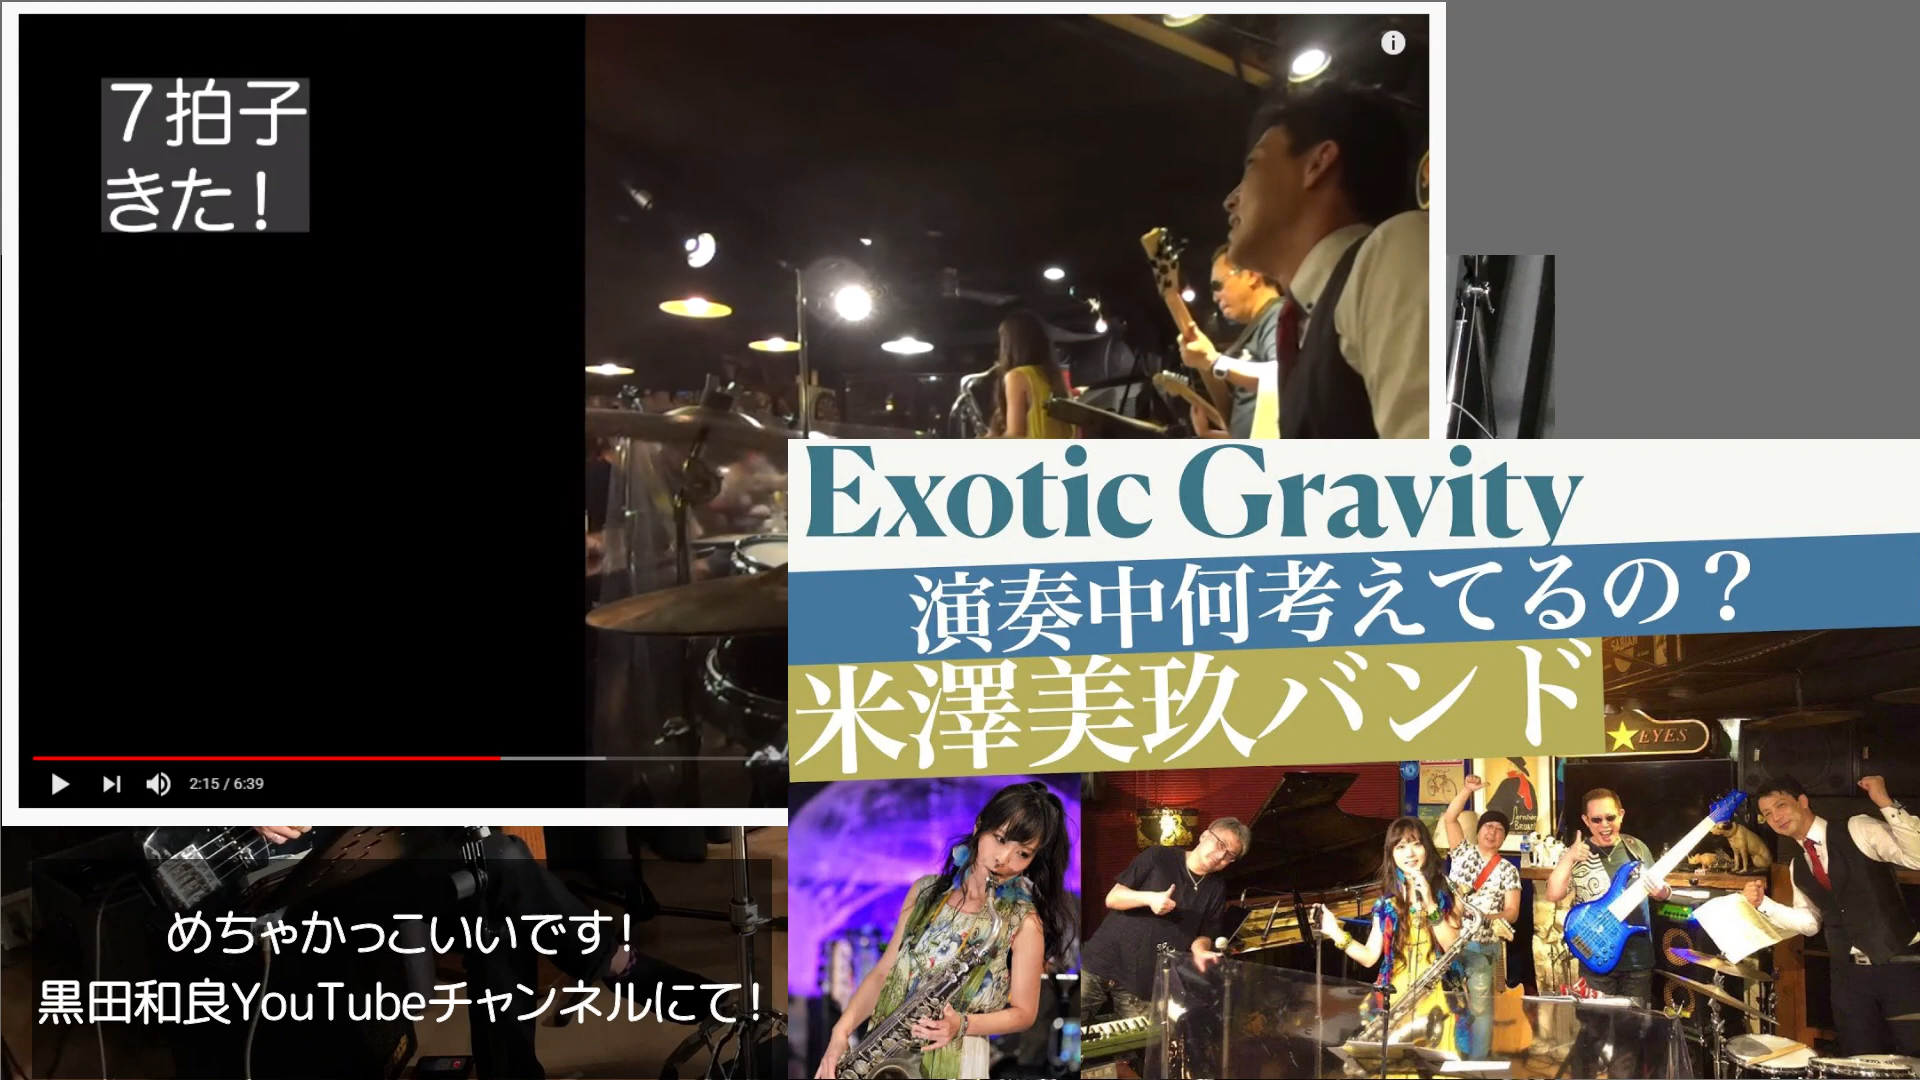 ７拍子
きた！
2:15 / 6:39
Exotic Gravity
演奏中何考えてるの？
米澤美玖バンド
EYES
めちゃかっこいいです！
黒田和良YouTubeチャンネルにて！